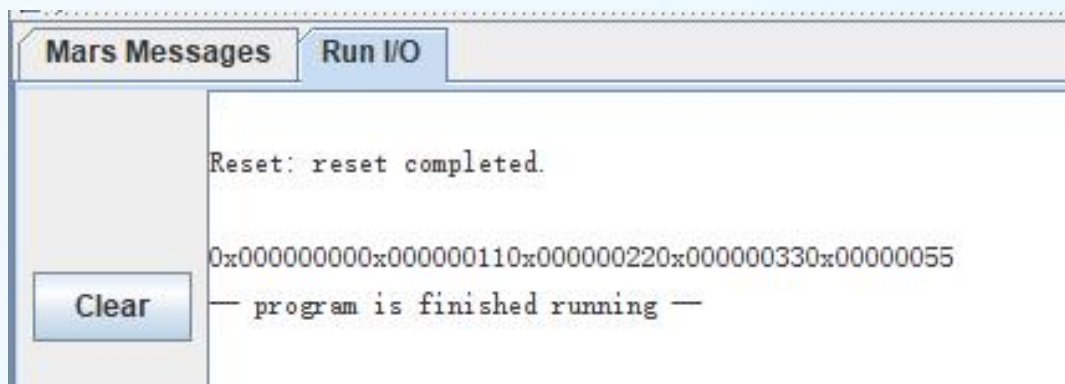 Mars Messages Run I/O
Reset: reset completed.
0x000000000x000000110x000000220x000000330x00000055
Clear
— program is finished running —